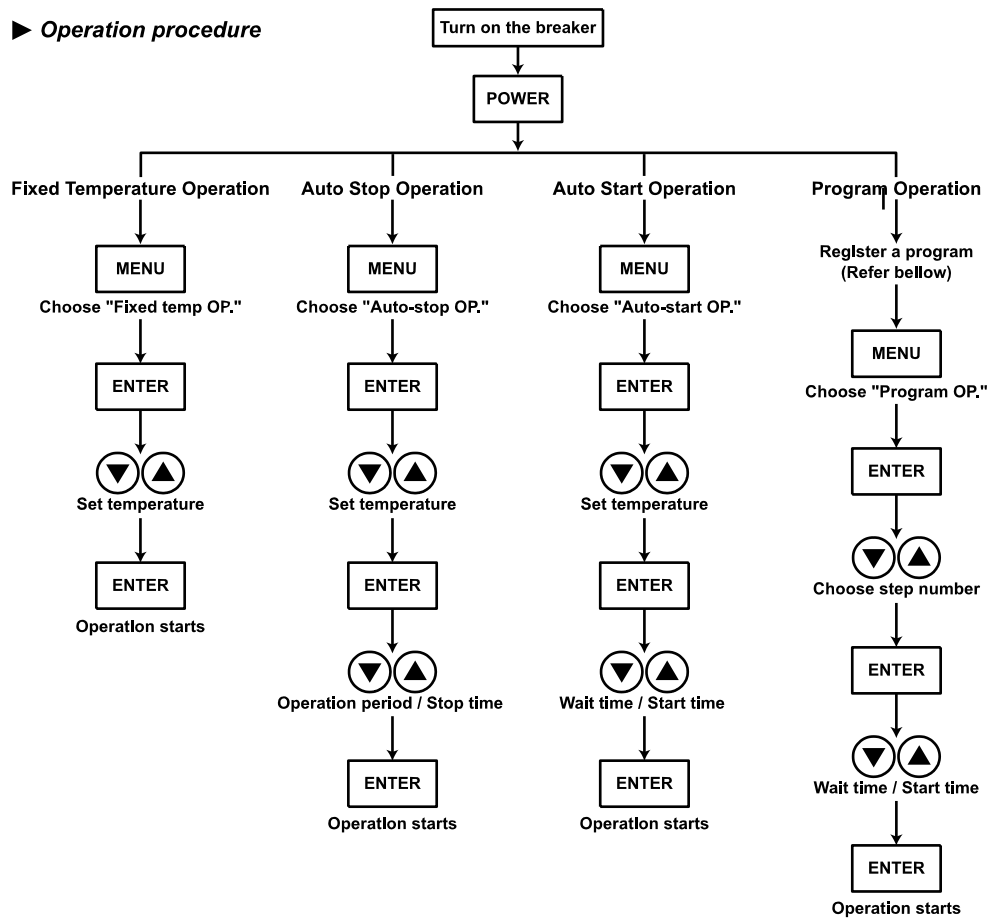 ► Operation procedure
Turn on the breaker
POWER
Fixed Temperature Operation
MENU
Choose "Fixed temp OP."
ENTER
Set temperature
ENTER
Operation starts
Auto Stop Operation
MENU
Choose "Auto-stop OP."
ENTER
Set temperature
ENTER
Operation period / Stop time
ENTER
Operation starts
Auto Start Operation
MENU
Choose "Auto-start OP."
ENTER
Set temperature
ENTER
Wait time / Start time
ENTER
Operation starts
Program Operation
Register a program
(Refer bellow)
MENU
Choose "Program OP."
ENTER
Choose step number
ENTER
Wait time / Start time
ENTER
Operation starts